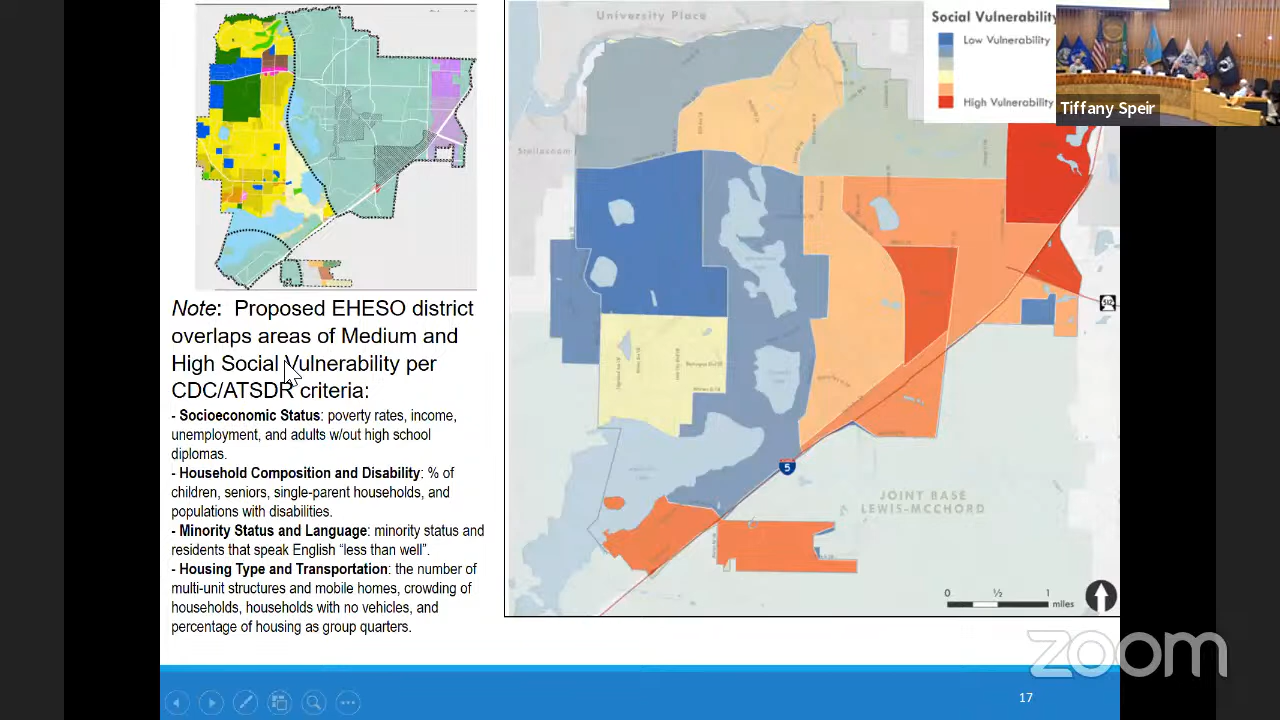 Note: Proposed EHESO district
overlaps areas of Medium and
High Social Vulnerability per
CDC/ATSDR criteria:
- Socioeconomic Status: poverty rates, income,
unemployment, and adults w/out high school
diplomas.
- Household Composition and Disability: % of
children, seniors, single-parent households, and
populations with disabilities.
- Minority Status and Language: minority status and
residents that speak English “less than well”.
- Housing Type and Transportation: the number of
multi-unit structures and mobile homes, crowding of
households, households with no vehicles, and
percentage of housing as group quarters.
University Place
Social Vulnerability
Low Vulnerability
High Vulnerability
Tiffany Speir
Steilacoom
512
5
JOINT BASE
LEWIS-MCCHORD
0 ½ 1
miles
zoom
17